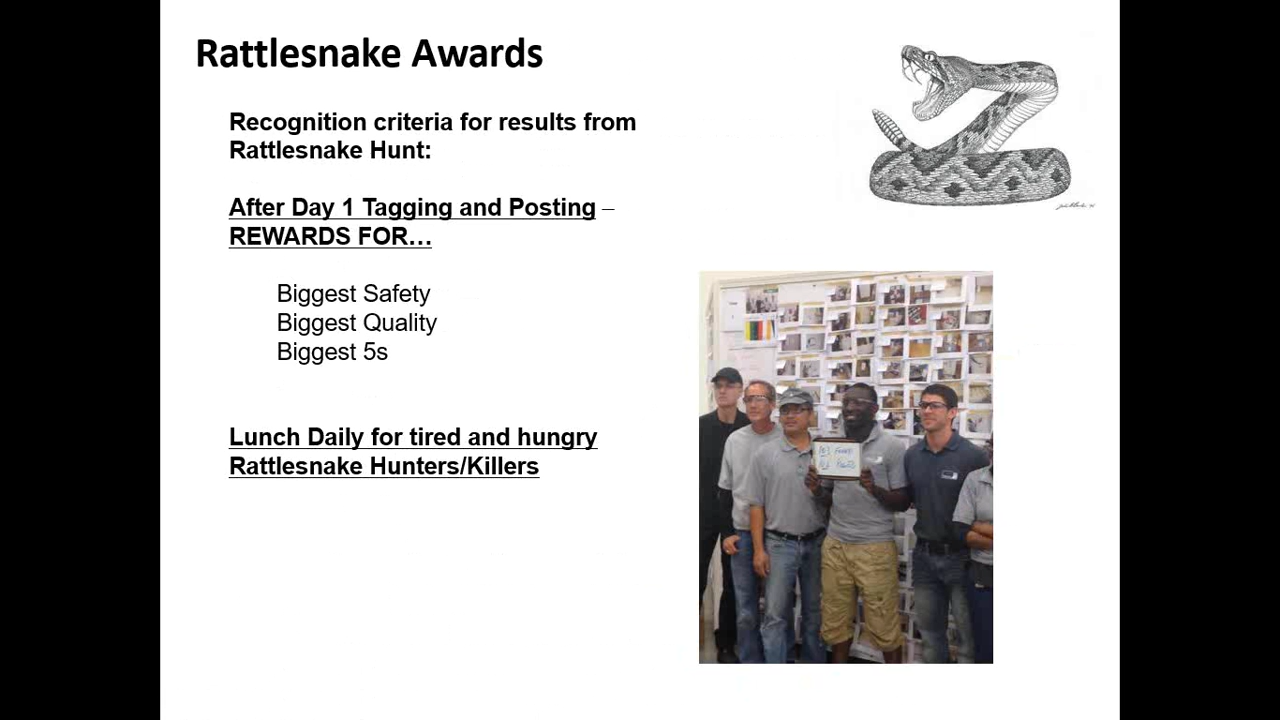 Rattlesnake Awards
Recognition criteria for results from
Rattlesnake Hunt:
After Day 1 Tagging and Posting –
REWARDS FOR…
Biggest Safety
Biggest Quality
Biggest 5s
Lunch Daily for tired and hungry
Rattlesnake Hunters/Killers